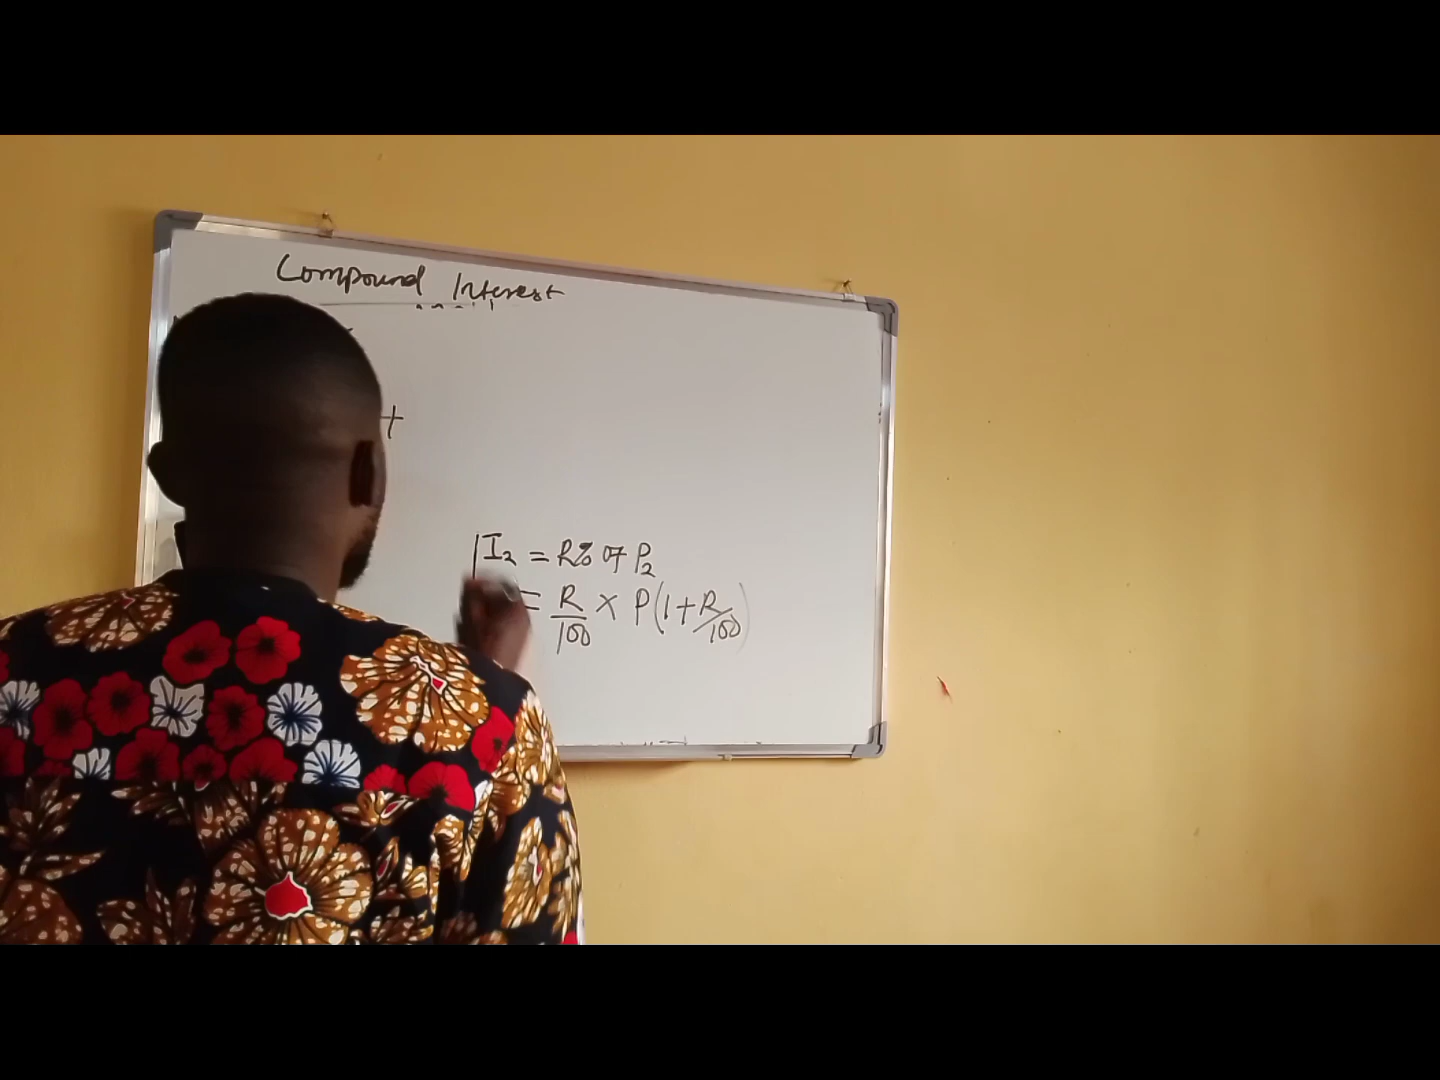 Compound Interest
+
I₂ = R% of P₂
= R/100 × P(1 + R/100)